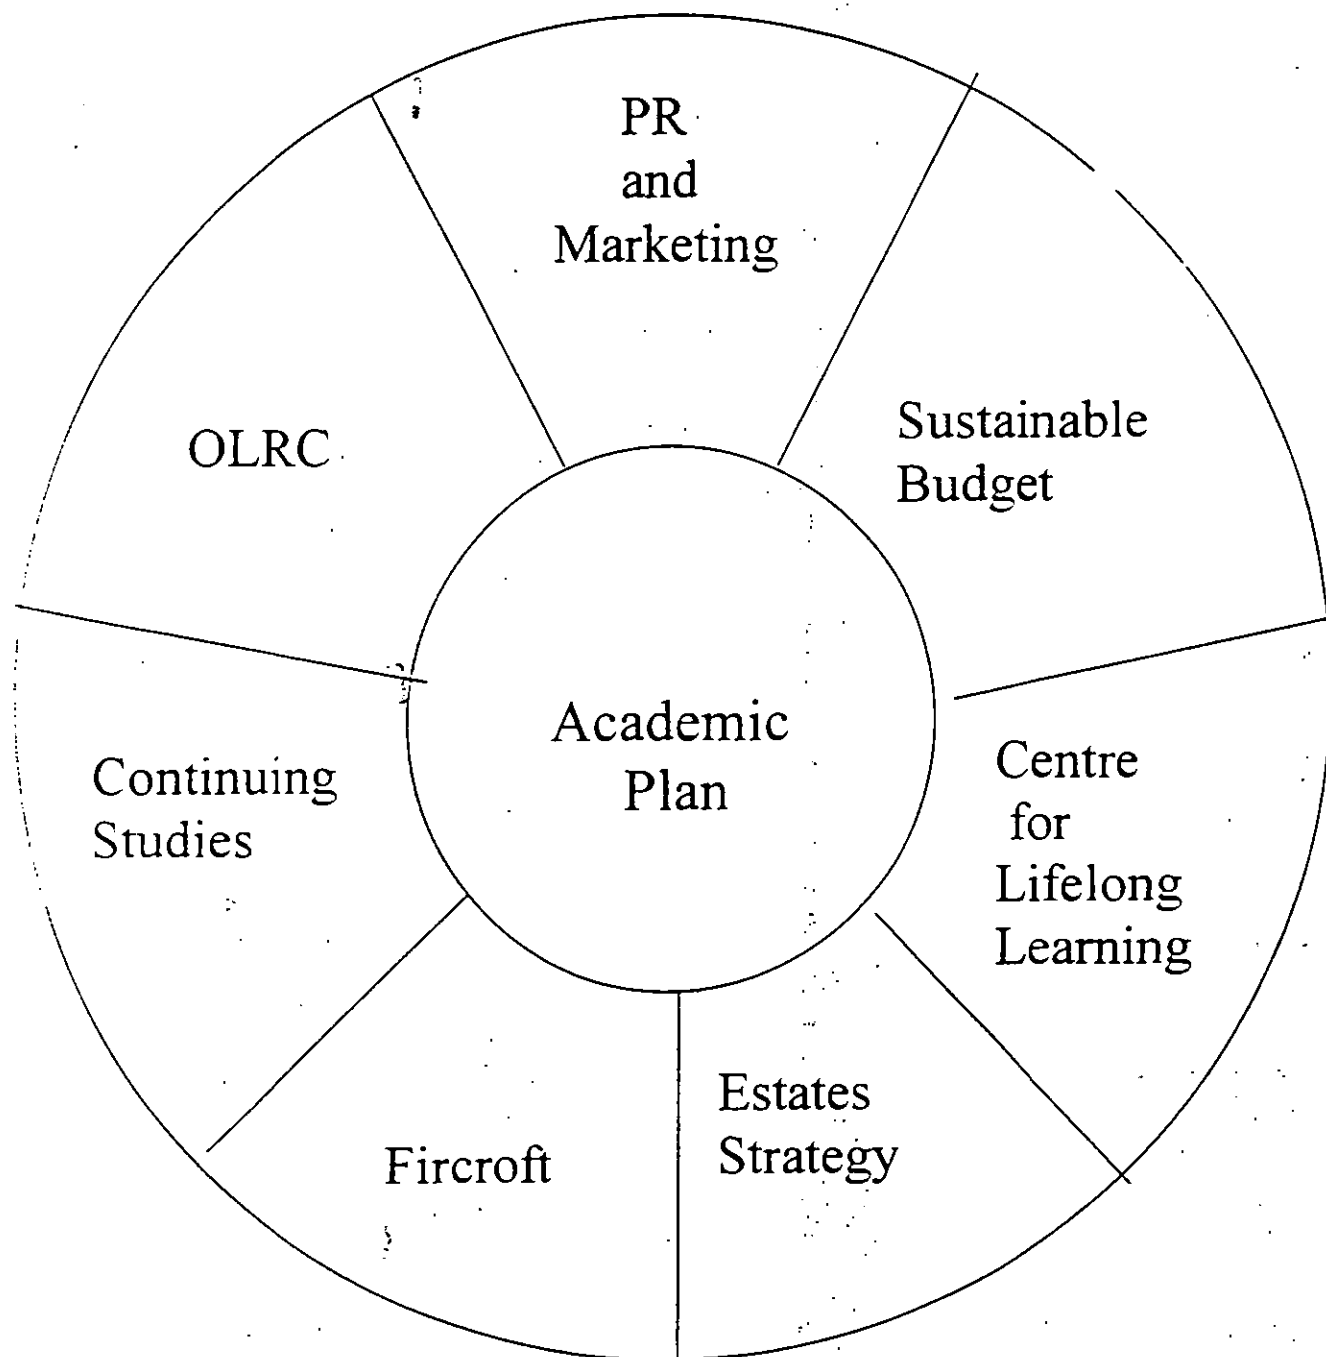 PR
and
Marketing
Sustainable
Budget
OLRC
Academic
Plan
Centre
for
Lifelong
Learning
Continuing
Studies
Estates
Strategy
Fircroft